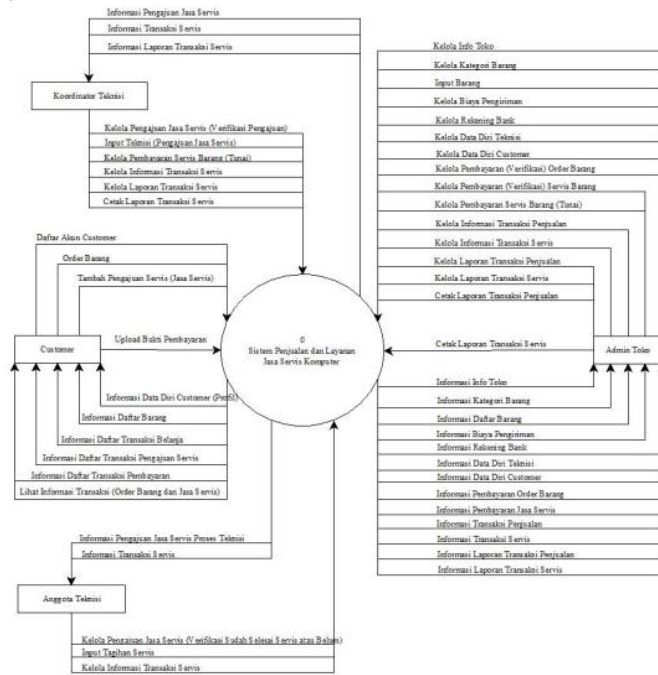 Informasi Pengajuan Jasa Servis
Informasi Transaksi Servis
Informasi Laporan Transaksi Servis
Koordinator Teknisi
Kelola Pengajuan Jasa Servis (Verifikasi Pengajuan)
Input Teknisi (Pengajuan Jasa Servis)
Kelola Pembayaran Servis Barang (Tunai)
Kelola Informasi Transaksi Servis
Kelola Laporan Transaksi Servis
Cetak Laporan Transaksi Servis
Daftar Akun Customer
Order Barang
Tambah Pengajuan Servis (Jasa Servis)
Customer
Upload Bukti Pembayaran
Informasi Data Diri Customer (Profil)
Informasi Daftar Barang
Informasi Daftar Transaksi Belanja
Informasi Daftar Transaksi Pengajuan Servis
Informasi Daftar Transaksi Pembayaran
Lihat Informasi Transaksi (Order Barang dan Jasa Servis)
0
Sistem Penjualan dan Layanan
Jasa Servis Komputer
Informasi Pengajuan Jasa Servis Proses Teknisi
Informasi Transaksi Servis
Anggota Teknisi
Kelola Pengajuan Jasa Servis (Verifikasi Sudah Selesai Servis atau Belum)
Input Tagihan Servis
Kelola Informasi Transaksi Servis
Kelola Info Toko
Kelola Kategori Barang
Input Barang
Kelola Biaya Pengiriman
Kelola Rekening Bank
Kelola Data Diri Teknisi
Kelola Data Diri Customer
Kelola Pembayaran (Verifikasi) Order Barang
Kelola Pembayaran (Verifikasi) Servis Barang
Kelola Pembayaran Servis Barang (Tunai)
Kelola Informasi Transaksi Penjualan
Kelola Informasi Transaksi Servis
Kelola Laporan Transaksi Penjualan
Kelola Laporan Transaksi Servis
Cetak Laporan Transaksi Penjualan
Cetak Laporan Transaksi Servis
Admin Toko
Informasi Info Toko
Informasi Kategori Barang
Informasi Daftar Barang
Informasi Biaya Pengiriman
Informasi Rekening Bank
Informasi Data Diri Teknisi
Informasi Data Diri Customer
Informasi Pembayaran Order Barang
Informasi Pembayaran Jasa Servis
Informasi Transaksi Penjualan
Informasi Transaksi Servis
Informasi Laporan Transaksi Penjualan
Informasi Laporan Transaksi Servis